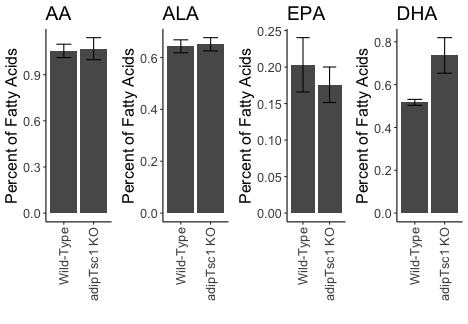 AA
Percent of Fatty Acids
0.9
0.6
0.3
0.0
Wild-Type
adipTsc1 KO
ALA
Percent of Fatty Acids
0.6
0.4
0.2
0.0
Wild-Type
adipTsc1 KO
EPA
Percent of Fatty Acids
0.25
0.20
0.15
0.10
0.05
0.00
Wild-Type
adipTsc1 KO
DHA
Percent of Fatty Acids
0.8
0.6
0.4
0.2
0.0
Wild-Type
adipTsc1 KO